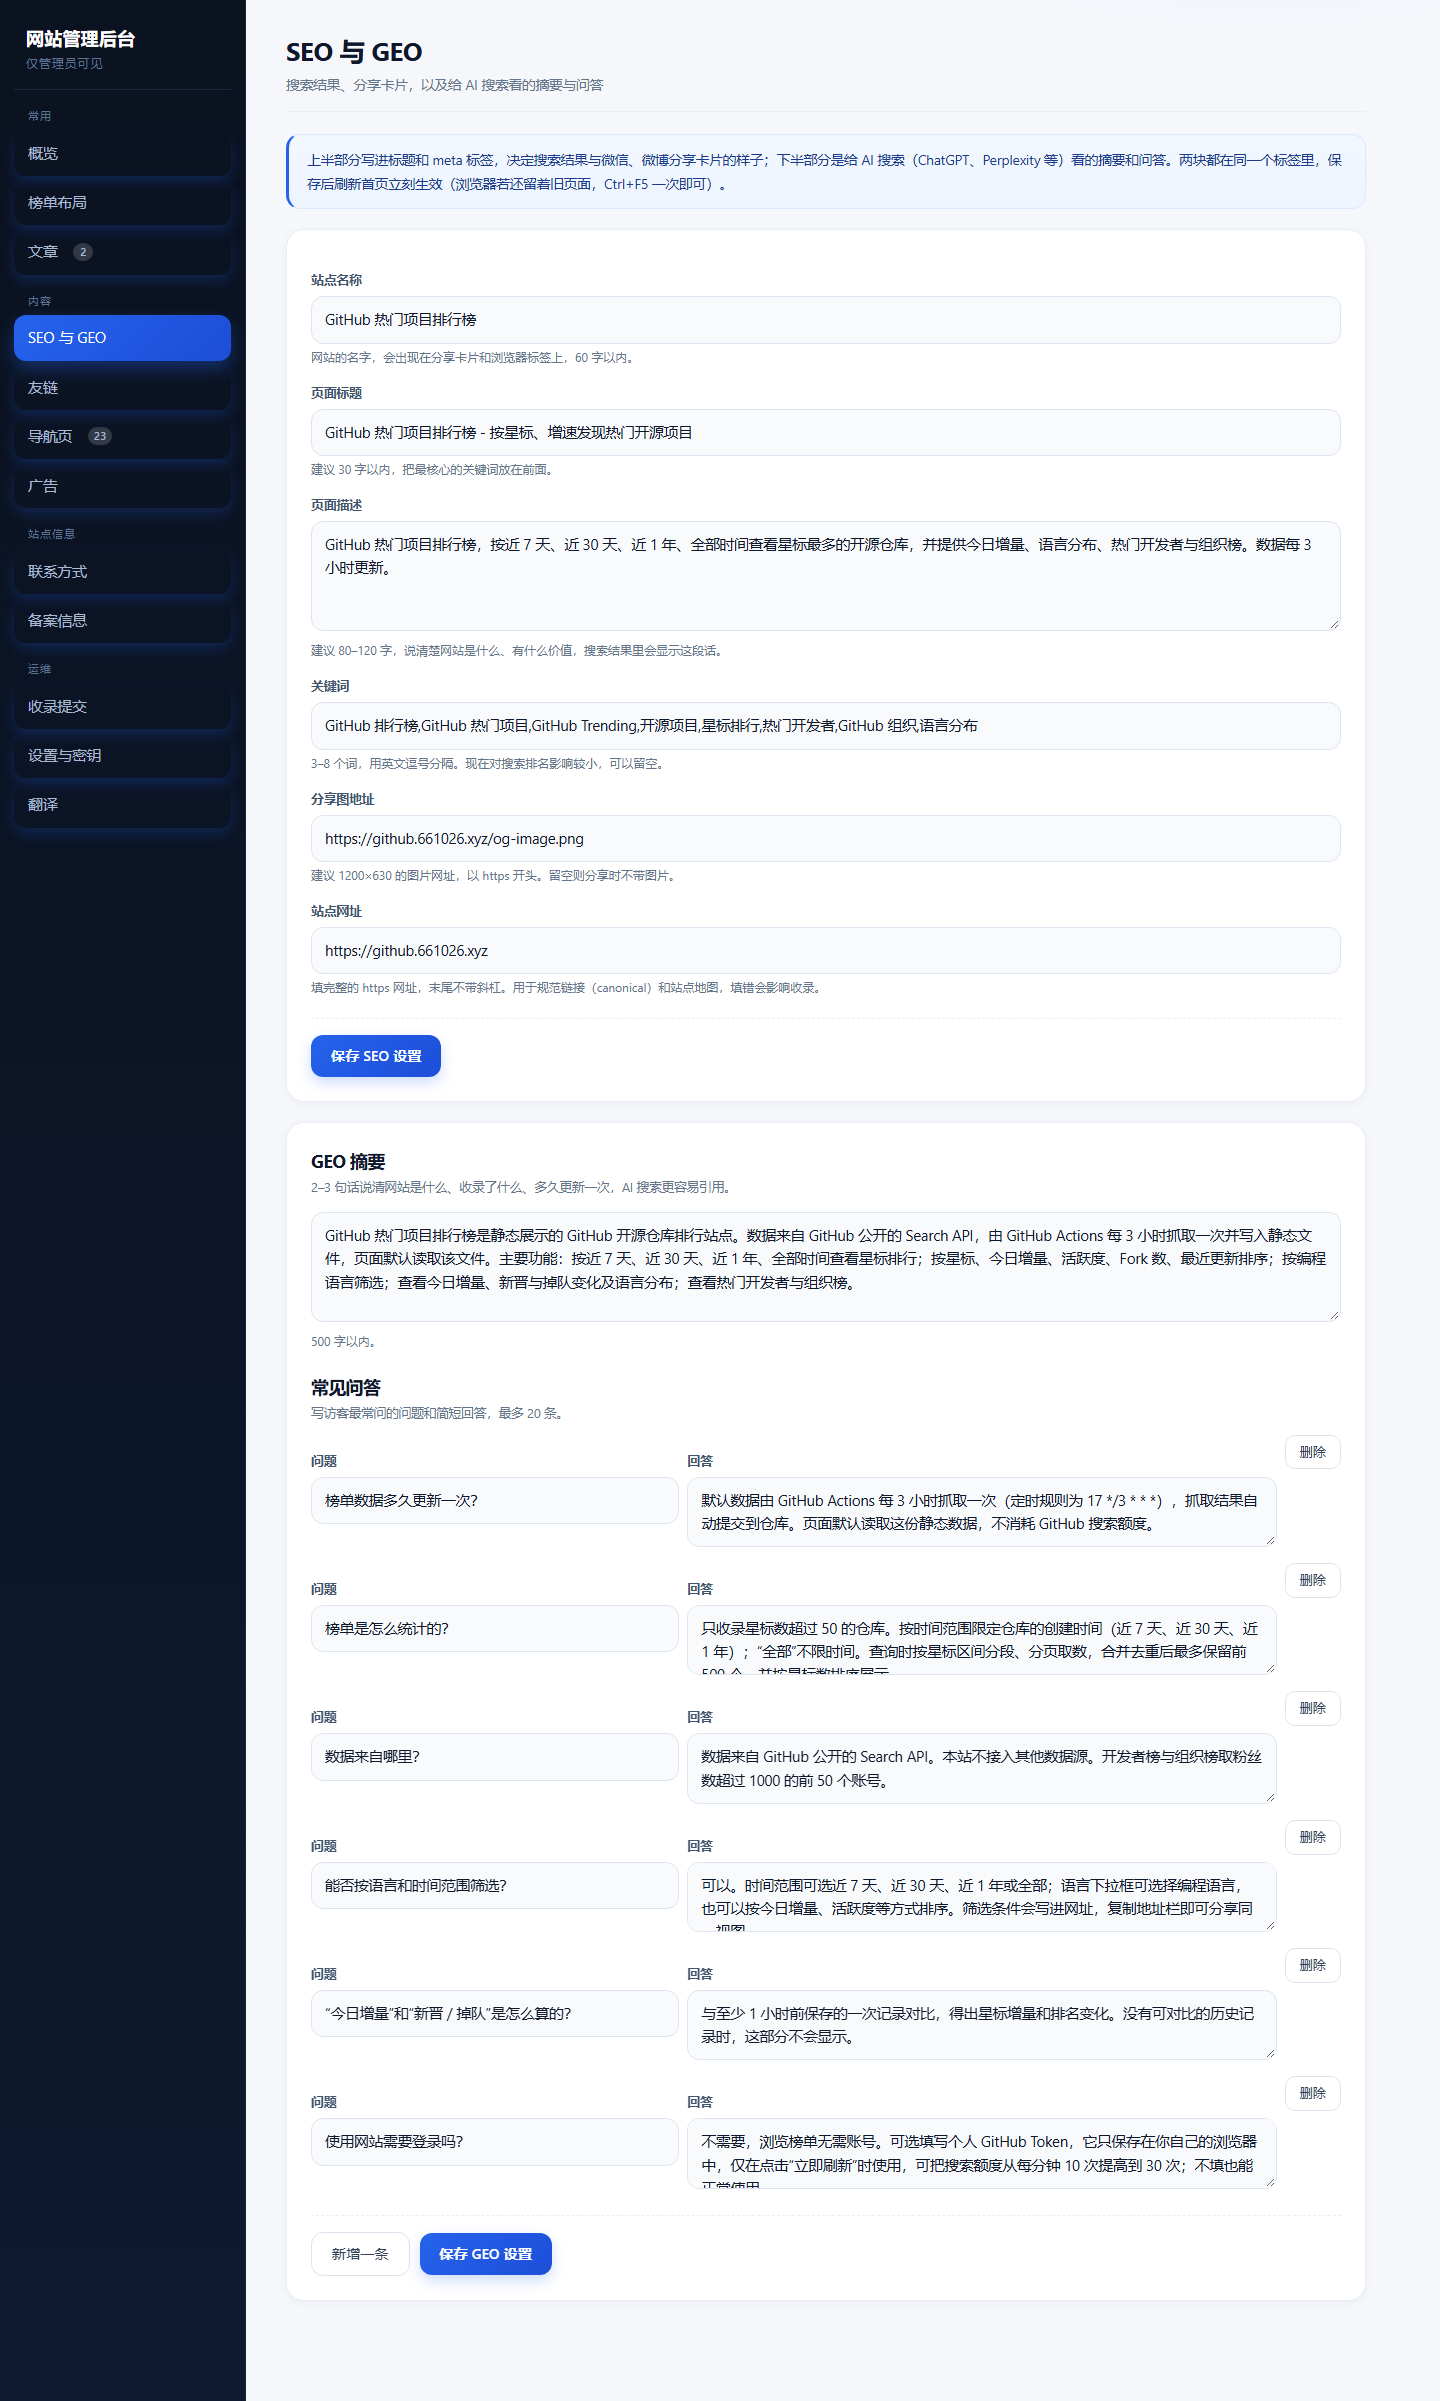 网站管理后台
仅管理员可见
常用
概览
榜单布局
文章 2
内容
SEO 与 GEO
友链
导航页 23
广告
站点信息
联系方式
备案信息
运维
收录提交
设置与密钥
翻译
SEO 与 GEO
搜索结果、分享卡片，以及给 AI 搜索看的摘要与问答
上半部分写进标题和 meta 标签，决定搜索结果与微信、微博分享卡片的样子；下半部分是给 AI 搜索（ChatGPT、Perplexity 等）看的摘要和问答。两块都在同一个标签里，保
存后刷新首页立刻生效（浏览器若还留着旧页面，Ctrl+F5 一次即可）。
站点名称
GitHub 热门项目排行榜
网站的名字，会出现在分享卡片和浏览器标签上，60 字以内。
页面标题
GitHub 热门项目排行榜 - 按星标、增速发现热门开源项目
建议 30 字以内，把最核心的关键词放在前面。
页面描述
GitHub 热门项目排行榜，按近 7 天、近 30 天、近 1 年、全部时间查看星标最多的开源仓库，并提供今日增量、语言分布、热门开发者与组织榜。数据每 3
小时更新。
建议 80–120 字，说清楚网站是什么、有什么价值，搜索结果里会显示这段话。
关键词
GitHub 排行榜,GitHub 热门项目,GitHub Trending,开源项目,星标排行,热门开发者,GitHub 组织,语言分布
3–8 个词，用英文逗号分隔。现在对搜索排名影响较小，可以留空。
分享图地址
https://github.661026.xyz/og-image.png
建议 1200×630 的图片网址，以 https 开头。留空则分享时不带图片。
站点网址
https://github.661026.xyz
填完整的 https 网址，末尾不带斜杠。用于规范链接（canonical）和站点地图，填错会影响收录。
保存 SEO 设置
GEO 摘要
2–3 句话说清网站是什么、收录了什么、多久更新一次，AI 搜索更容易引用。
GitHub 热门项目排行榜是静态展示的 GitHub 开源仓库排行站点。数据来自 GitHub 公开的 Search API，由 GitHub Actions 每 3 小时抓取一次并写入静态文
件，页面默认读取该文件。主要功能：按近 7 天、近 30 天、近 1 年、全部时间查看星标排行；按星标、今日增量、活跃度、Fork 数、最近更新排序；按编程
语言筛选；查看今日增量、新晋与掉队变化及语言分布；查看热门开发者与组织榜。
500 字以内。
常见问答
写访客最常问的问题和简短回答，最多 20 条。
删除
问题
回答
榜单数据多久更新一次？
默认数据由 GitHub Actions 每 3 小时抓取一次（定时规则为 17 */3 * * *），抓取结果自
动提交到仓库。页面默认读取这份静态数据，不消耗 GitHub 搜索额度。
删除
问题
回答
榜单是怎么统计的？
只收录星标数超过 50 的仓库。按时间范围限定仓库的创建时间（近 7 天、近 30 天、近
1 年）；“全部”不限时间。查询时按星标区间分段、分页取数，合并去重后最多保留前
500 个，并按星标数排序展示
删除
问题
回答
数据来自哪里？
数据来自 GitHub 公开的 Search API。本站不接入其他数据源。开发者榜与组织榜取粉丝
数超过 1000 的前 50 个账号。
删除
问题
回答
能否按语言和时间范围筛选？
可以。时间范围可选近 7 天、近 30 天、近 1 年或全部；语言下拉框可选择编程语言，
也可以按今日增量、活跃度等方式排序。筛选条件会写进网址，复制地址栏即可分享同
一视图
删除
问题
回答
“今日增量”和“新晋 / 掉队”是怎么算的？
与至少 1 小时前保存的一次记录对比，得出星标增量和排名变化。没有可对比的历史记
录时，这部分不会显示。
删除
问题
回答
使用网站需要登录吗？
不需要，浏览榜单无需账号。可选填写个人 GitHub Token，它只保存在你自己的浏览器
中，仅在点击“立即刷新”时使用，可把搜索额度从每分钟 10 次提高到 30 次；不填也能
正常使用
新增一条
保存 GEO 设置